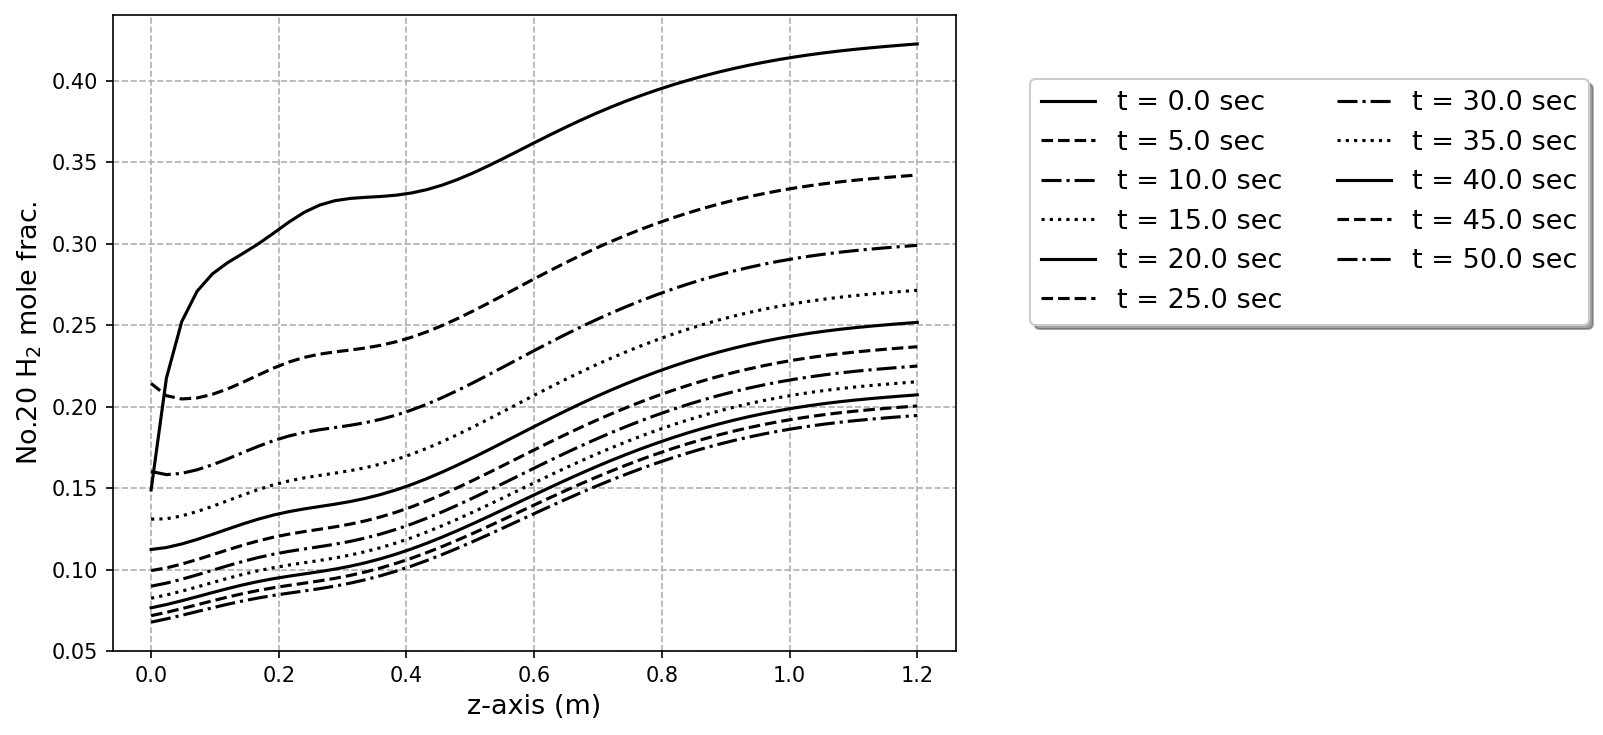 No.20 H₂ mole frac.
0.40
0.35
0.30
0.25
0.20
0.15
0.10
0.05
0.0 0.2 0.4 0.6 0.8 1.0 1.2
z-axis (m)
t = 0.0 sec
t = 5.0 sec
t = 10.0 sec
t = 15.0 sec
t = 20.0 sec
t = 25.0 sec
t = 30.0 sec
t = 35.0 sec
t = 40.0 sec
t = 45.0 sec
t = 50.0 sec